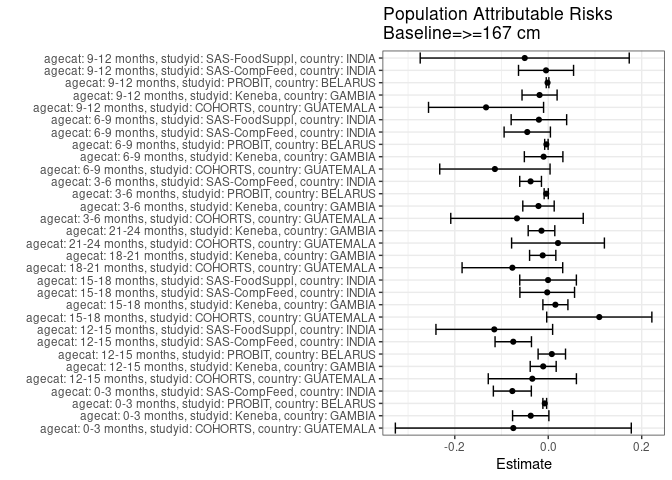 Population Attributable Risks
Baseline=>=167 cm
agecat: 9-12 months, studyid: SAS-FoodSuppl, country: INDIA
agecat: 9-12 months, studyid: SAS-CompFeed, country: INDIA
agecat: 9-12 months, studyid: PROBIT, country: BELARUS
agecat: 9-12 months, studyid: Keneba, country: GAMBIA
agecat: 9-12 months, studyid: COHORTS, country: GUATEMALA
agecat: 6-9 months, studyid: SAS-FoodSuppl, country: INDIA
agecat: 6-9 months, studyid: SAS-CompFeed, country: INDIA
agecat: 6-9 months, studyid: PROBIT, country: BELARUS
agecat: 6-9 months, studyid: Keneba, country: GAMBIA
agecat: 6-9 months, studyid: COHORTS, country: GUATEMALA
agecat: 3-6 months, studyid: SAS-CompFeed, country: INDIA
agecat: 3-6 months, studyid: PROBIT, country: BELARUS
agecat: 3-6 months, studyid: Keneba, country: GAMBIA
agecat: 3-6 months, studyid: COHORTS, country: GUATEMALA
agecat: 21-24 months, studyid: Keneba, country: GAMBIA
agecat: 21-24 months, studyid: COHORTS, country: GUATEMALA
agecat: 18-21 months, studyid: Keneba, country: GAMBIA
agecat: 18-21 months, studyid: COHORTS, country: GUATEMALA
agecat: 15-18 months, studyid: SAS-FoodSuppl, country: INDIA
agecat: 15-18 months, studyid: SAS-CompFeed, country: INDIA
agecat: 15-18 months, studyid: Keneba, country: GAMBIA
agecat: 15-18 months, studyid: COHORTS, country: GUATEMALA
agecat: 12-15 months, studyid: SAS-FoodSuppl, country: INDIA
agecat: 12-15 months, studyid: SAS-CompFeed, country: INDIA
agecat: 12-15 months, studyid: PROBIT, country: BELARUS
agecat: 12-15 months, studyid: Keneba, country: GAMBIA
agecat: 12-15 months, studyid: COHORTS, country: GUATEMALA
agecat: 0-3 months, studyid: SAS-CompFeed, country: INDIA
agecat: 0-3 months, studyid: PROBIT, country: BELARUS
agecat: 0-3 months, studyid: Keneba, country: GAMBIA
agecat: 0-3 months, studyid: COHORTS, country: GUATEMALA
-0.2 0.0 0.2
Estimate